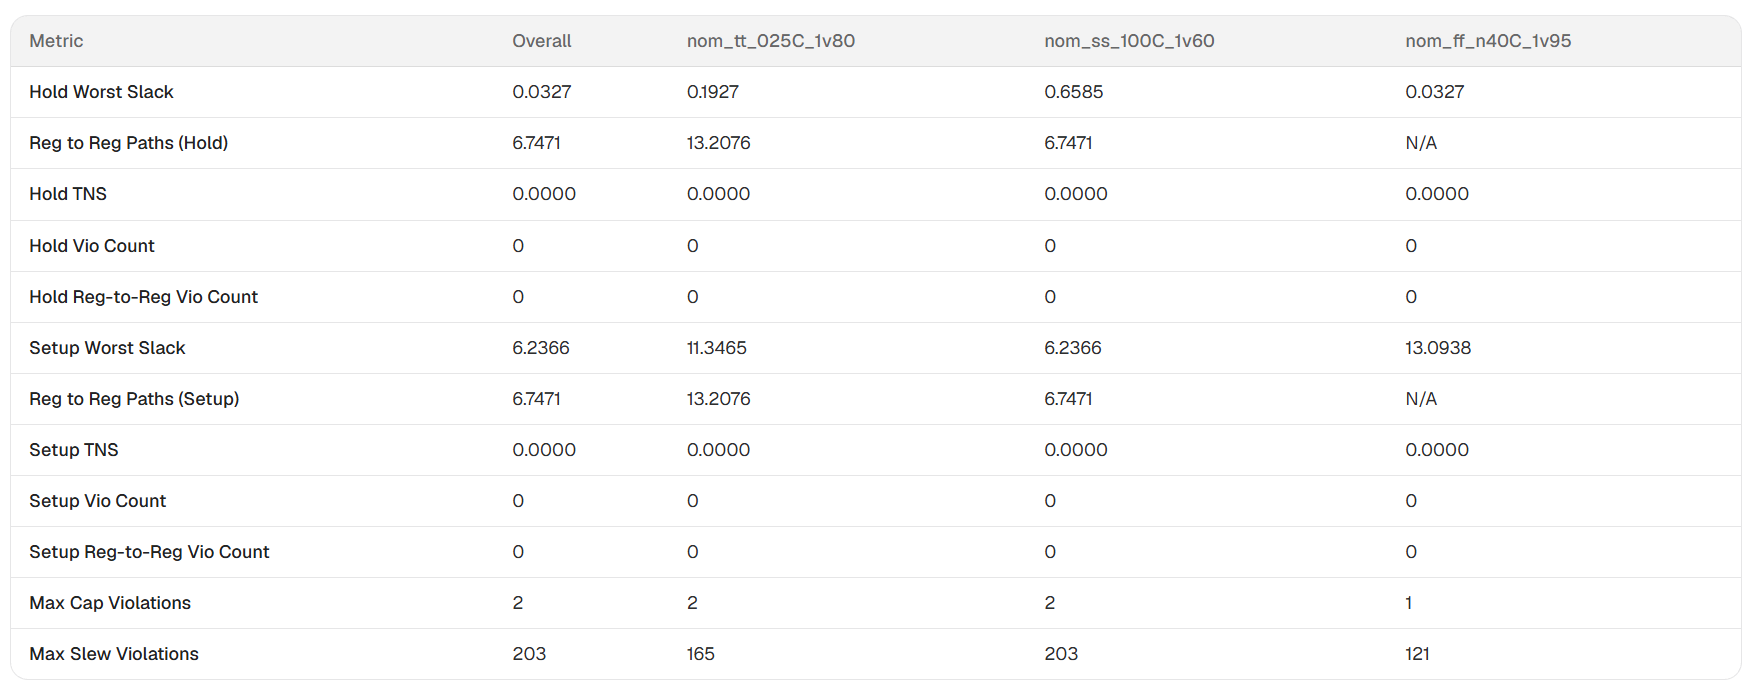 Metric Overall nom_tt_025C_1v80 nom_ss_100C_1v60 nom_ff_n40C_1v95
Hold Worst Slack 0.0327 0.1927 0.6585 0.0327
Reg to Reg Paths (Hold) 6.7471 13.2076 6.7471 N/A
Hold TNS 0.0000 0.0000 0.0000 0.0000
Hold Vio Count 0 0 0 0
Hold Reg-to-Reg Vio Count 0 0 0 0
Setup Worst Slack 6.2366 11.3465 6.2366 13.0938
Reg to Reg Paths (Setup) 6.7471 13.2076 6.7471 N/A
Setup TNS 0.0000 0.0000 0.0000 0.0000
Setup Vio Count 0 0 0 0
Setup Reg-to-Reg Vio Count 0 0 0 0
Max Cap Violations 2 2 2 1
Max Slew Violations 203 165 203 121